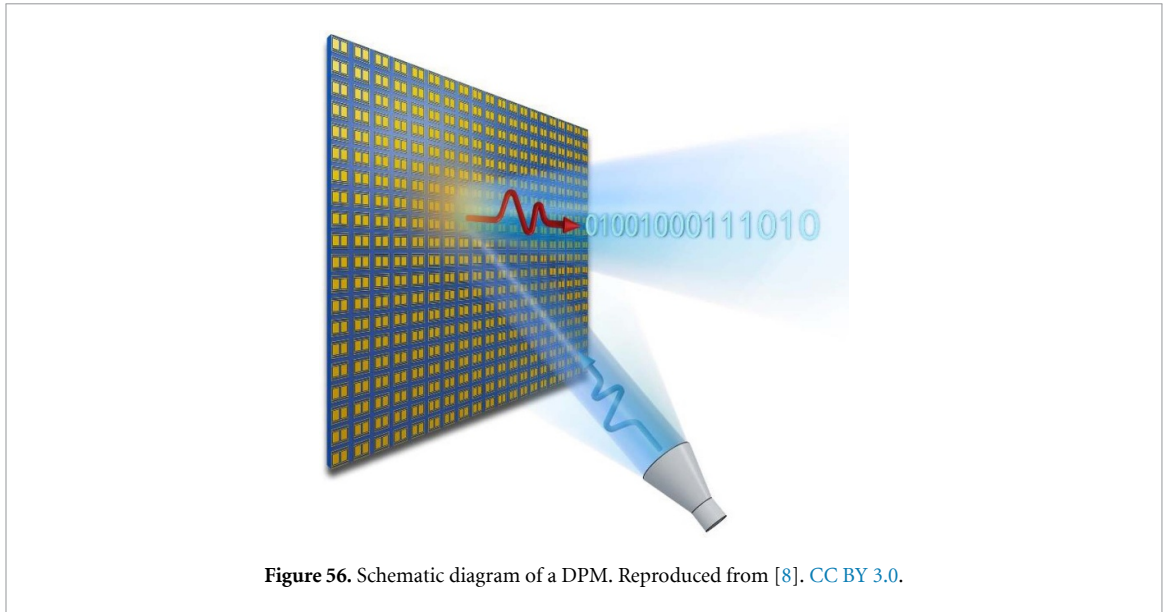 01001000111010
Figure 56. Schematic diagram of a DPM. Reproduced from [8]. CC BY 3.0.